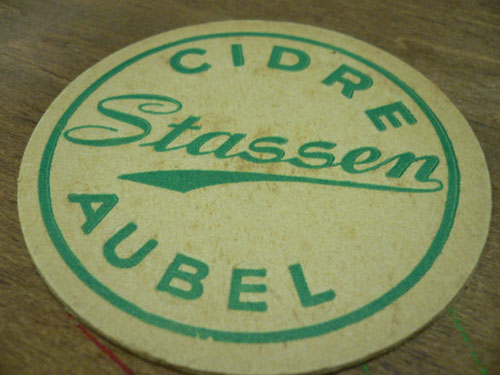 CIDRE
Stassen
AUBEL